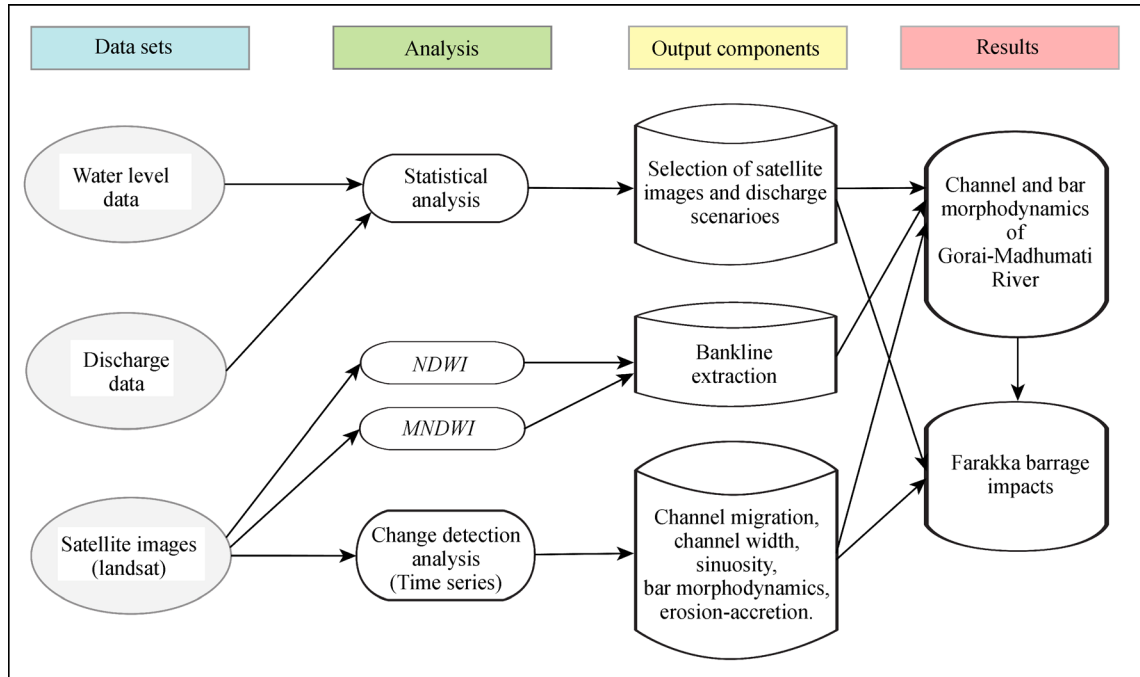 Data sets
Analysis
Output components
Results
Water level
data
Statistical
analysis
Selection of satellite
images and discharge
scenarioes
Channel and bar
morphodynamics
of
Gorai-Madhumati
River
Discharge
data
NDWI
MNDWI
Bankline
extraction
Farakka barrage
impacts
Satellite images
(landsat)
Change detection
analysis
(Time series)
Channel migration,
channel width,
sinuosity,
bar morphodynamics,
erosion-accretion.